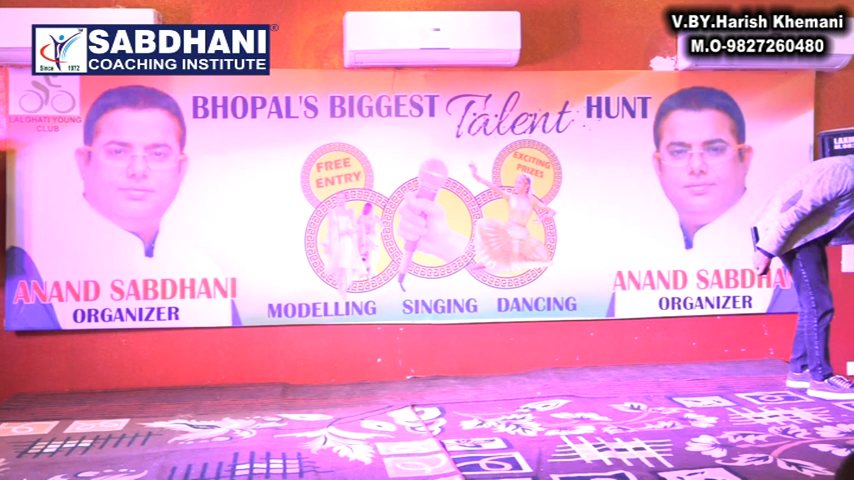 SABDHANI
COACHING INSTITUTE
Since 1972
V.BY.Harish Khemani
M.O-9827260480
LALGHATI YOUNG
CLUB
BHOPAL'S BIGGEST Talent HUNT
FREE
ENTRY
EXCITING
PRIZES
ANAND SABDHANI
ORGANIZER
MODELLING SINGING DANCING
ANAND SABDHA
ORGANIZER